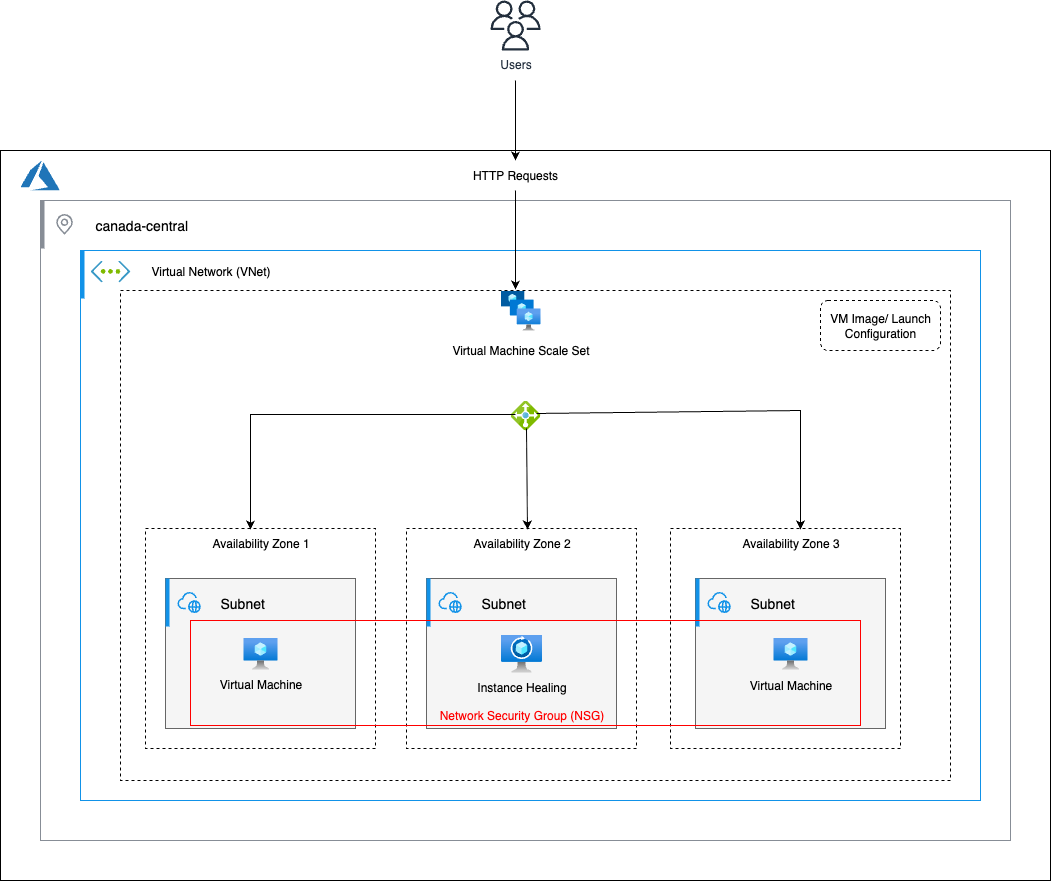 Users
HTTP Requests
canada-central
Virtual Network (VNet)
VM Image/ Launch
Configuration
Virtual Machine Scale Set
Availability Zone 1
Availability Zone 2
Availability Zone 3
Subnet
Subnet
Subnet
Virtual Machine
Instance Healing
Virtual Machine
Network Security Group (NSG)